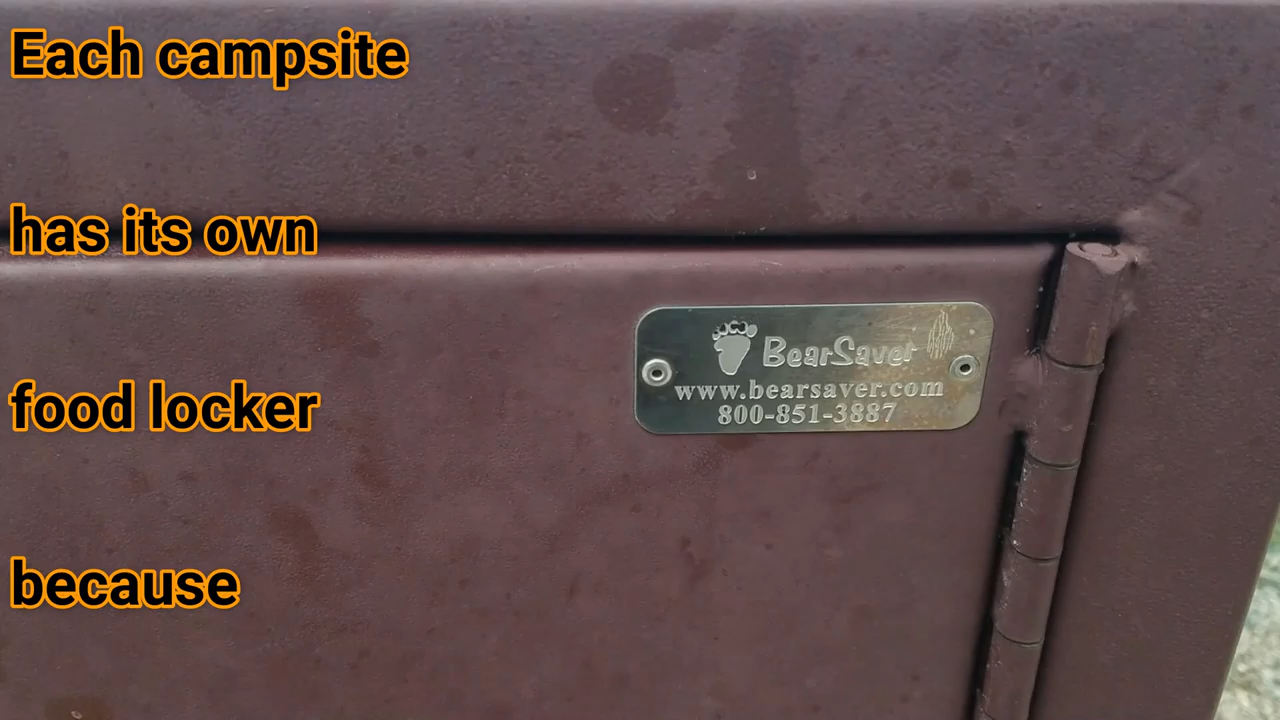 Each campsite
has its own
food locker
because
BearSaver
www.bearsaver.com
800-851-3887